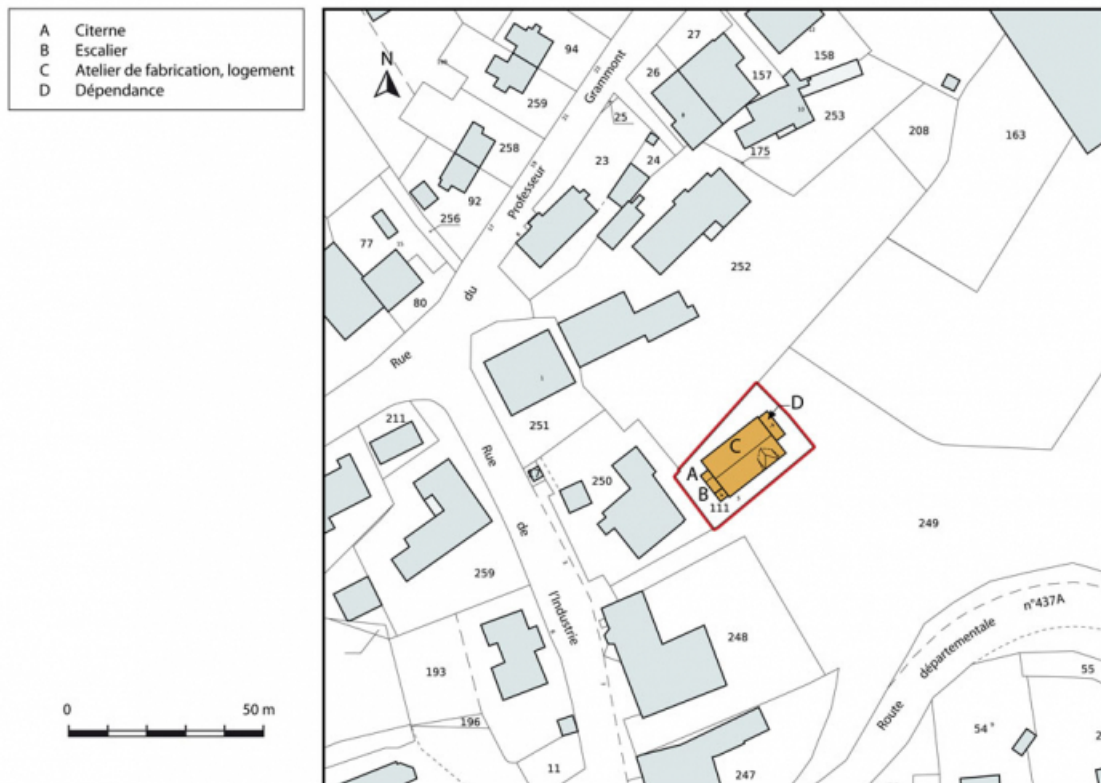 A Citerne
B Escalier
C Atelier de fabrication, logement
D Dépendance
N
94
27
158
26
157
259
Grammont
25
253
208
163
258
23
24
175
Professeur
92
256
77
252
80
du
Rue
D
211
251
C
Rue
A
250
B
111
249
de
259
n°437A
l'Industrie
départementale
248
193
55
Route
0 50 m
196
54
11
247